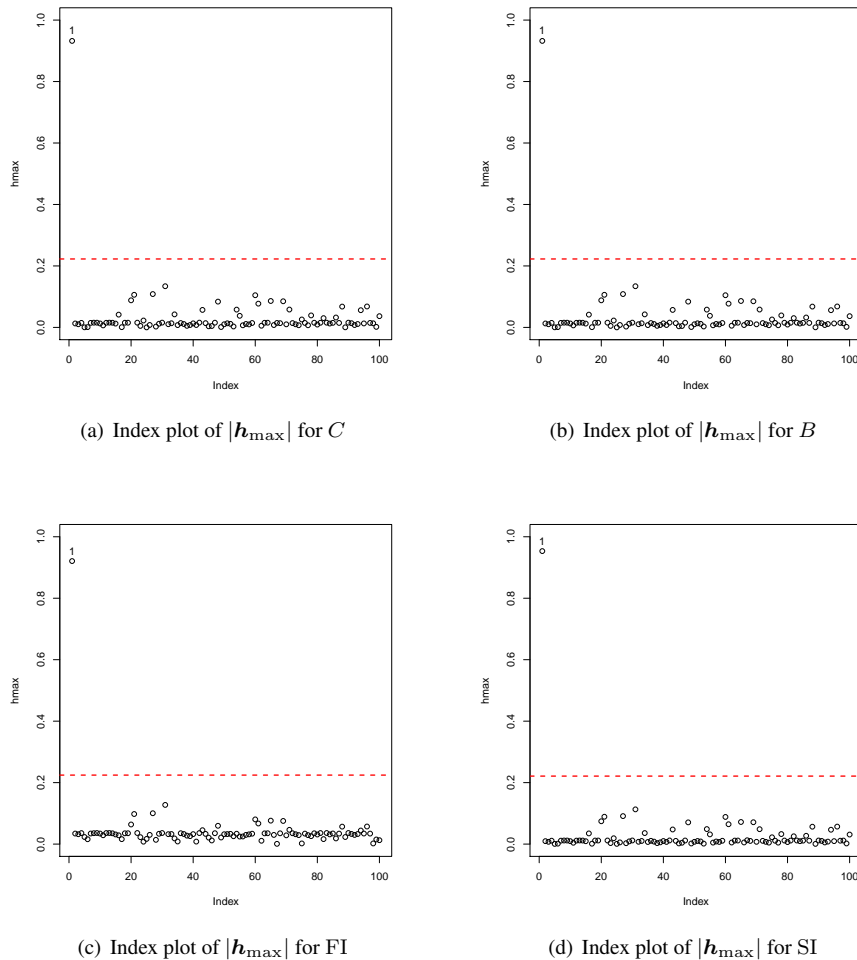 1
hmax
0.0 0.2 0.4 0.6 0.8 1.0
0 20 40 60 80 100
Index
(a) Index plot of |h_max| for C
1
hmax
0.0 0.2 0.4 0.6 0.8 1.0
0 20 40 60 80 100
Index
(b) Index plot of |h_max| for B
1
hmax
0.0 0.2 0.4 0.6 0.8 1.0
0 20 40 60 80 100
Index
(c) Index plot of |h_max| for FI
1
hmax
0.0 0.2 0.4 0.6 0.8 1.0
0 20 40 60 80 100
Index
(d) Index plot of |h_max| for SI